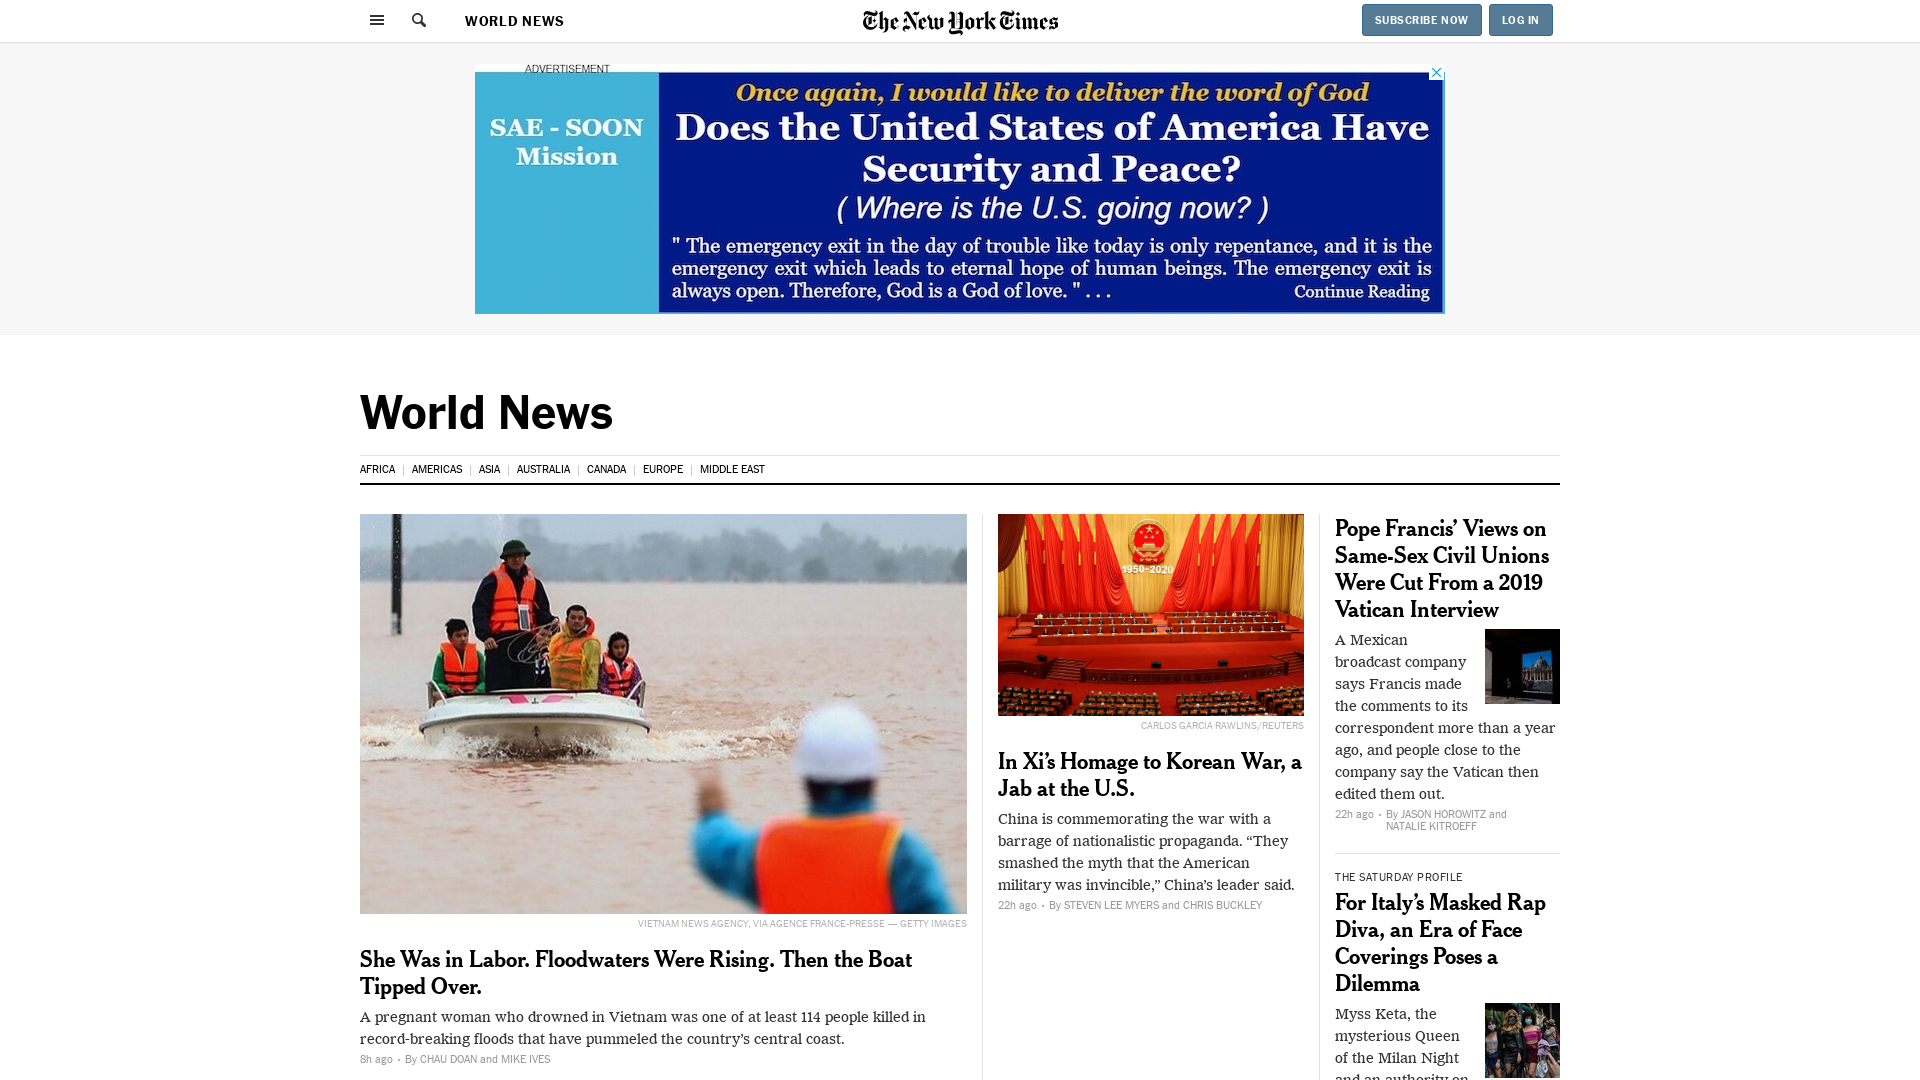 WORLD NEWS
The New York Times
SUBSCRIBE NOW
LOG IN
ADVERTISEMENT
SAE - SOON
Mission
Once again, I would like to deliver the word of God
Does the United States of America Have
Security and Peace?
( Where is the U.S. going now? )
" The emergency exit in the day of trouble like today is only repentance, and it is the
emergency exit which leads to eternal hope of human beings. The emergency exit is
always open. Therefore, God is a God of love. " . . .
Continue Reading
World News
AFRICA
AMERICAS
ASIA
AUSTRALIA
CANADA
EUROPE
MIDDLE EAST
VIETNAM NEWS AGENCY, VIA AGENCE FRANCE-PRESSE — GETTY IMAGES
She Was in Labor. Floodwaters Were Rising. Then the Boat
Tipped Over.
A pregnant woman who drowned in Vietnam was one of at least 114 people killed in
record-breaking floods that have pummeled the country’s central coast.
8h ago • By CHAU DOAN and MIKE IVES
1950-2020
CARLOS GARCIA RAWLINS/REUTERS
In Xi’s Homage to Korean War, a
Jab at the U.S.
China is commemorating the war with a
barrage of nationalistic propaganda. “They
smashed the myth that the American
military was invincible,” China’s leader said.
22h ago • By STEVEN LEE MYERS and CHRIS BUCKLEY
Pope Francis’ Views on
Same-Sex Civil Unions
Were Cut From a 2019
Vatican Interview
A Mexican
broadcast company
says Francis made
the comments to its
correspondent more than a year
ago, and people close to the
company say the Vatican then
edited them out.
22h ago • By JASON HOROWITZ and
NATALIE KITROEFF
THE SATURDAY PROFILE
For Italy’s Masked Rap
Diva, an Era of Face
Coverings Poses a
Dilemma
Myss Keta, the
mysterious Queen
of the Milan Night
and an authority on